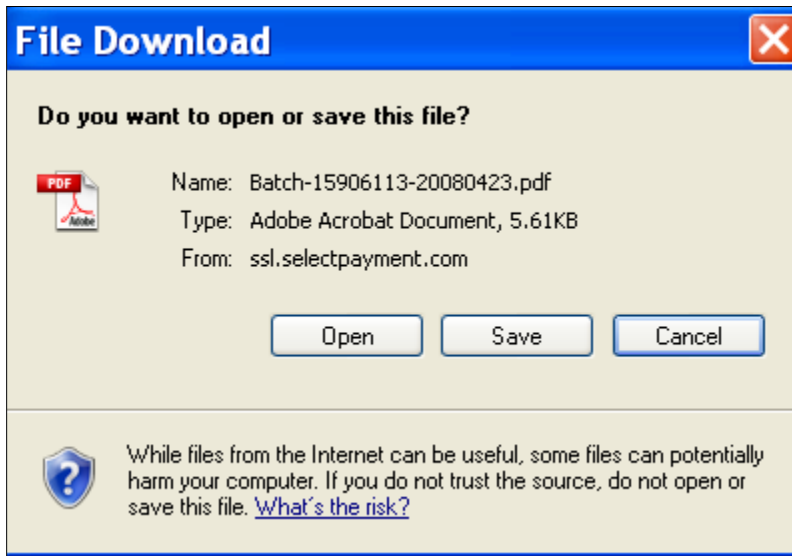 File Download
Do you want to open or save this file?
PDF
Adobe
Name: Batch-15906113-20080423.pdf
Type: Adobe Acrobat Document, 5.61KB
From: ssl.selectpayment.com
Open Save Cancel
While files from the Internet can be useful, some files can potentially
harm your computer. If you do not trust the source, do not open or
save this file. What's the risk?